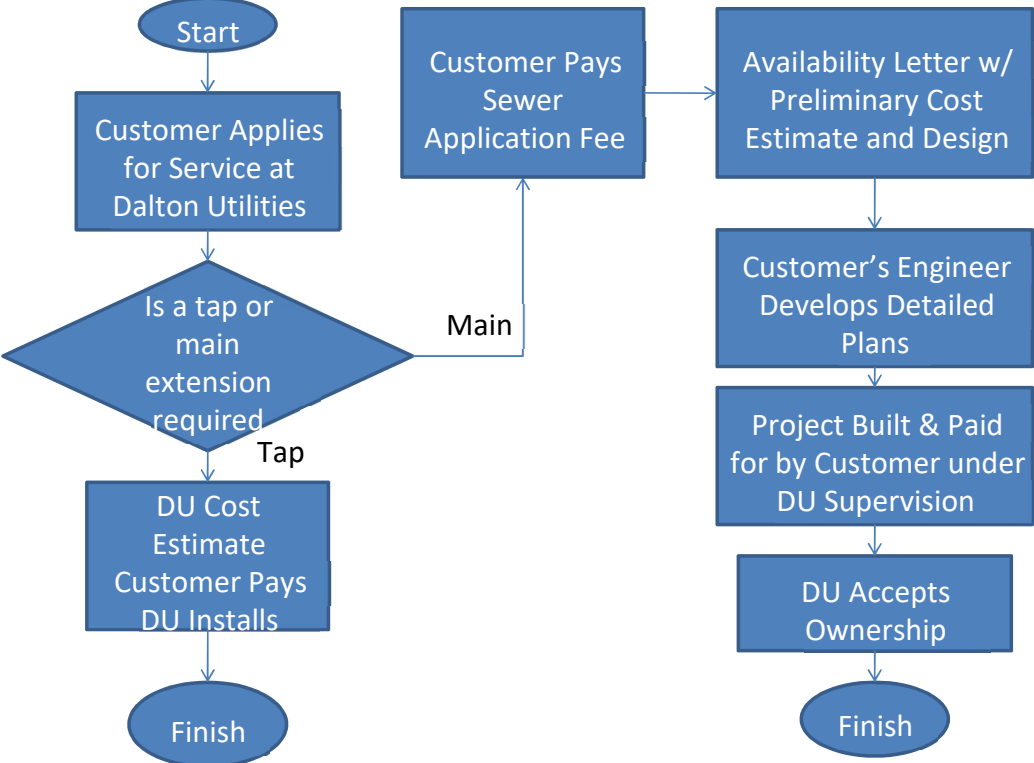 Start
Customer Applies
for Service at
Dalton Utilities
Is a tap or
main
extension
required
Main
Tap
DU Cost
Estimate
Customer Pays
DU Installs
Finish
Customer Pays
Sewer
Application Fee
Availability Letter w/
Preliminary Cost
Estimate and Design
Customer’s Engineer
Develops Detailed
Plans
Project Built & Paid
for by Customer under
DU Supervision
DU Accepts
Ownership
Finish